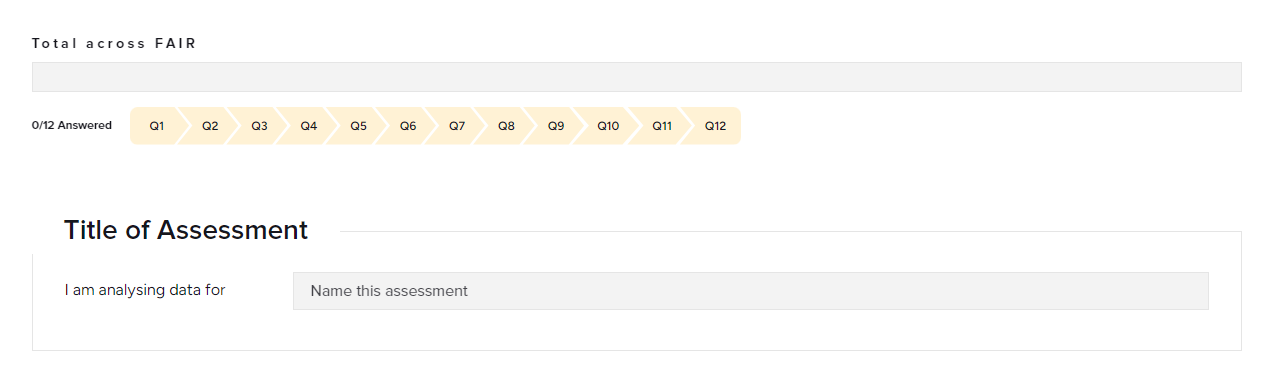 Total across FAIR
0/12 Answered Q1 Q2 Q3 Q4 Q5 Q6 Q7 Q8 Q9 Q10 Q11 Q12
Title of Assessment
I am analysing data for Name this assessment